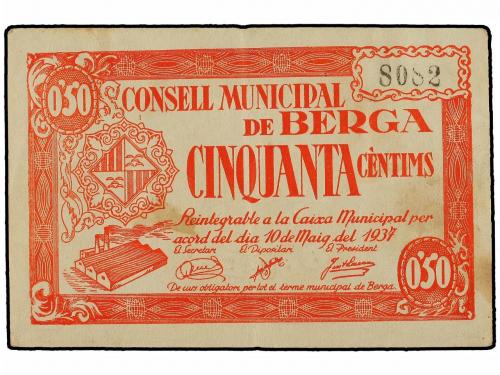 0'50
8082
CONSELL MUNICIPAL
DE BERGA
CINQUANTA CÈNTIMS
Reintegrable a la Caixa Municipal per
acord del dia 10 de Maig del 1937
El Secretari El Depositari El President
De curs obligatori per tot el terme municipal de Berga.
0'50